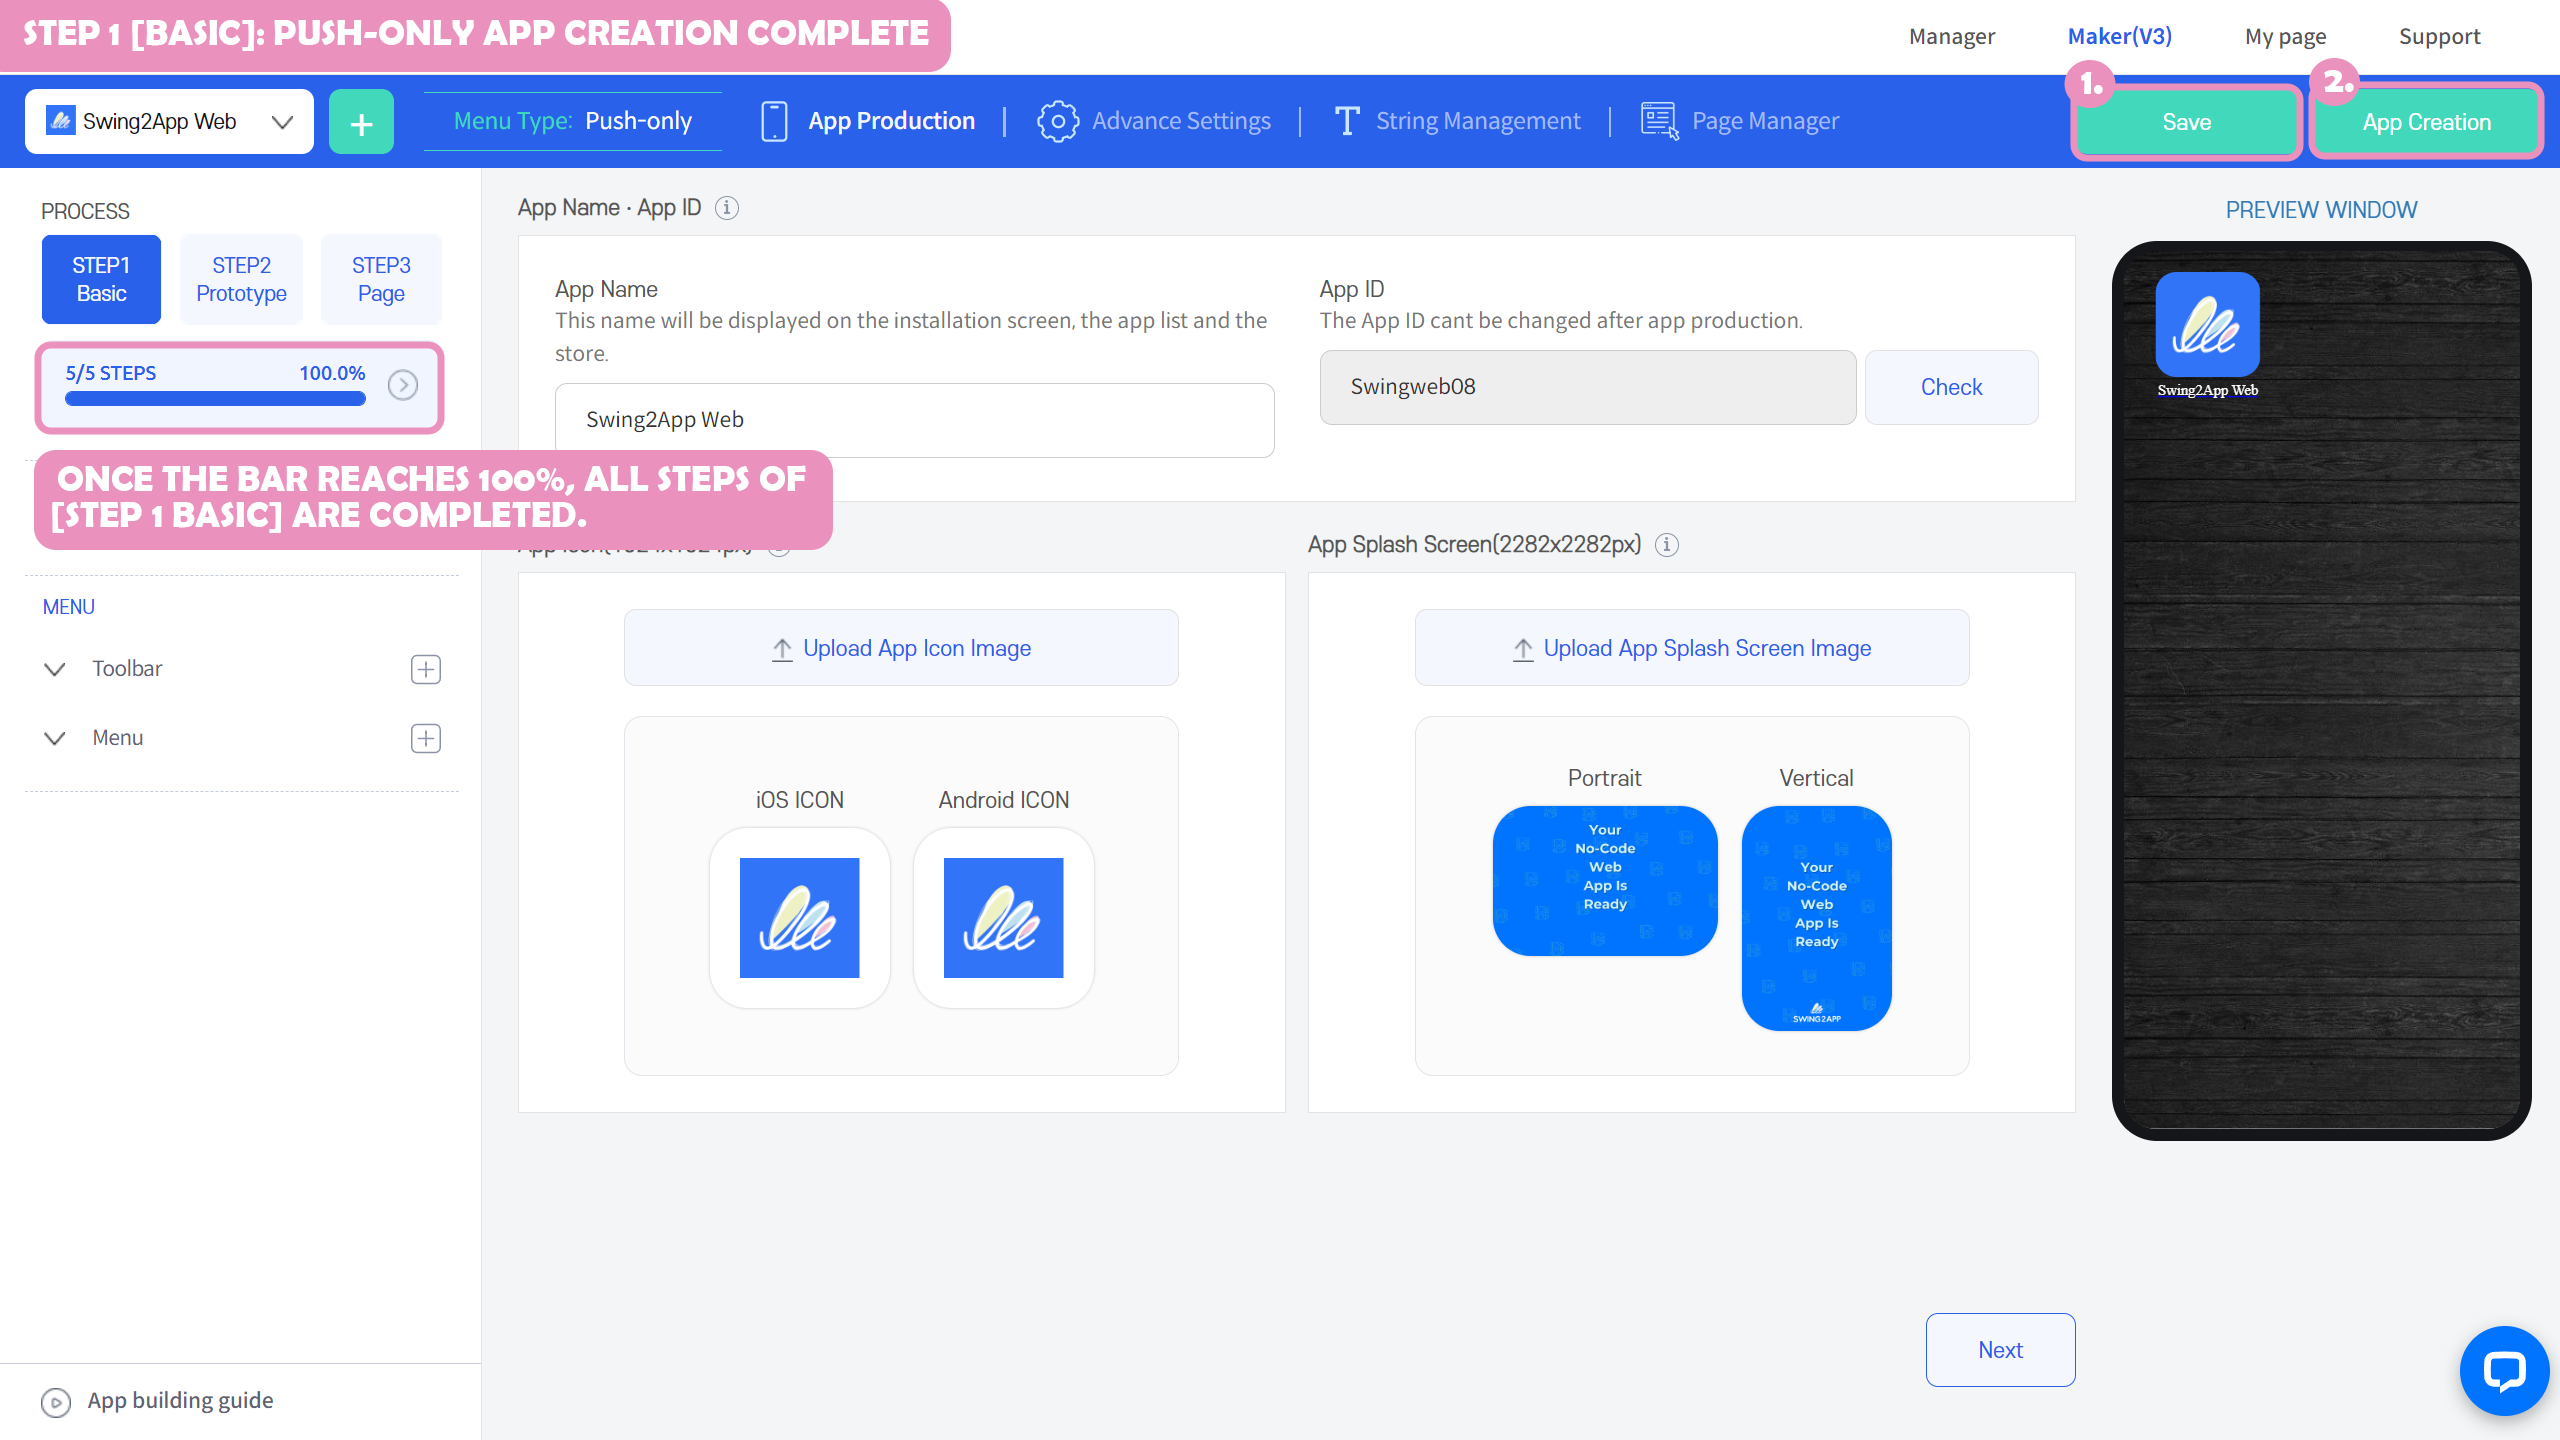 STEP 1 [BASIC]: PUSH-ONLY APP CREATION COMPLETE
Manager
Maker(V3)
My page
Support
Swing2App Web
+
Menu Type: Push-only
App Production
Advance Settings
String Management
Page Manager
1.
Save
2.
App Creation
PROCESS
STEP1
Basic
STEP2
Prototype
STEP3
Page
5/5 STEPS
100.0%
ONCE THE BAR REACHES 100%, ALL STEPS OF
[STEP 1 BASIC] ARE COMPLETED.
MENU
Toolbar
Menu
App building guide
App Name · App ID
App Name
This name will be displayed on the installation screen, the app list and the
store.
Swing2App Web
App ID
The App ID cant be changed after app production.
Swingweb08
Check
App Icon(1024x1024px)
Upload App Icon Image
iOS ICON
Android ICON
App Splash Screen(2282x2282px)
Upload App Splash Screen Image
Portrait
Your
No-Code
Web
App Is
Ready
Vertical
Your
No-Code
Web
App Is
Ready
SWING2APP
Next
PREVIEW WINDOW
Swing2App Web